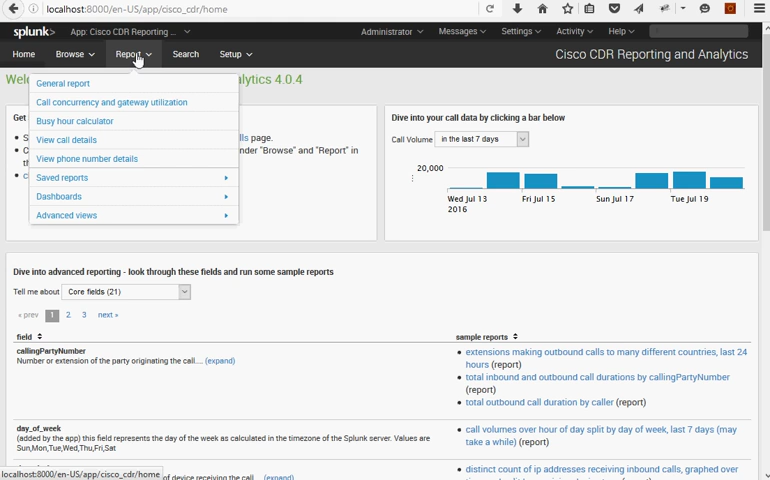 localhost:8000/en-US/app/cisco_cdr/home
splunk> App: Cisco CDR Reporting ... Administrator Messages Settings Activity Help
Home Browse Report Search Setup Cisco CDR Reporting and Analytics
Welc
alytics 4.0.4
General report
Call concurrency and gateway utilization
Busy hour calculator
View call details
View phone number details
Saved reports
Dashboards
Advanced views
Get
S
lls page.
C
nder "Browse" and "Report" in
th
c
Dive into your call data by clicking a bar below
Call Volume in the last 7 days
20,000
Wed Jul 13 Fri Jul 15 Sun Jul 17 Tue Jul 19
2016
Dive into advanced reporting - look through these fields and run some sample reports
Tell me about Core fields (21)
« prev 1 2 3 next »
field sample reports
callingPartyNumber
Number or extension of the party originating the call.... (expand)
• extensions making outbound calls to many different countries, last 24
hours (report)
• total inbound and outbound call durations by callingPartyNumber
(report)
• total outbound call duration by caller (report)
day_of_week
(added by the app) this field represents the day of the week as calculated in the timezone of the Splunk server. Values are
Sun,Mon,Tue,Wed,Thu,Fri,Sat
• call volumes over hour of day split by day of week, last 7 days (may
take a while) (report)
• distinct count of ip addresses receiving inbound calls, graphed over
localhost:8000/en-US/app/cisco_cdr/home
of device receiving the call. (expand)